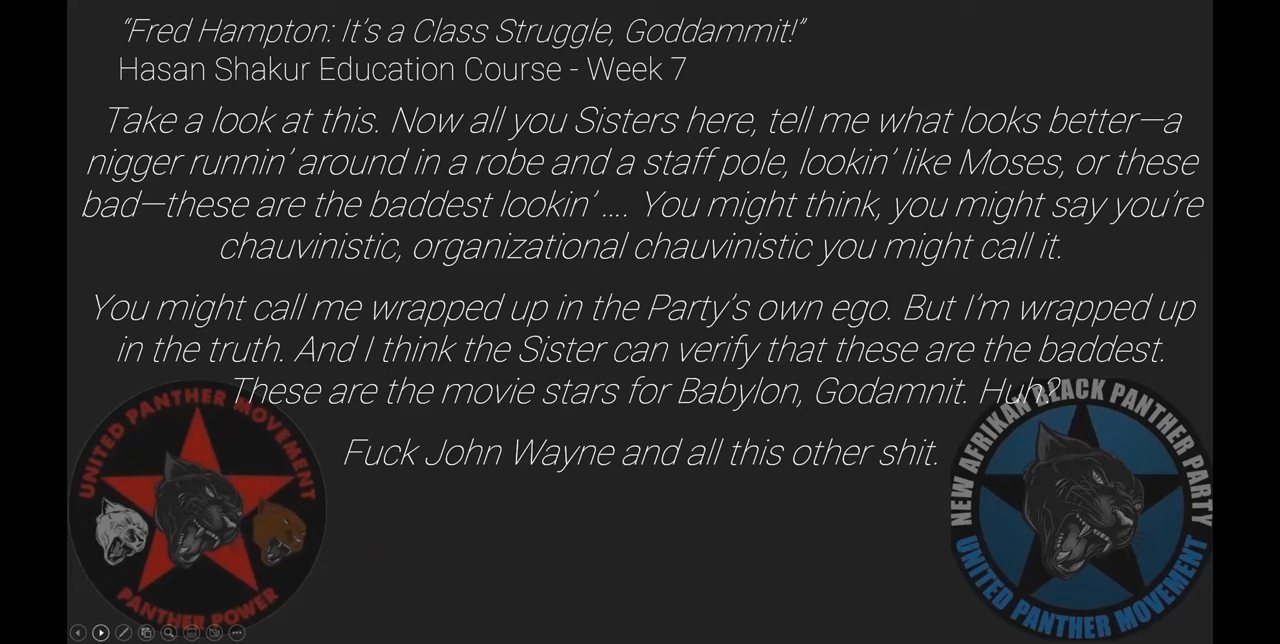 “Fred Hampton: It’s a Class Struggle, Goddammit!”
Hasan Shakur Education Course - Week 7
Take a look at this. Now all you Sisters here, tell me what looks better—a
nigger runnin’ around in a robe and a staff pole, lookin’ like Moses, or these
bad—these are the baddest lookin’ .... You might think, you might say you’re
chauvinistic, organizational chauvinistic you might call it.
You might call me wrapped up in the Party’s own ego. But I’m wrapped up
in the truth. And I think the Sister can verify that these are the baddest.
These are the movie stars for Babylon, Godamnit. Huh?
Fuck John Wayne and all this other shit.
UNITED PANTHER MOVEMENT
PANTHER POWER
NEW AFRIKAN BLACK PANTHER PARTY
UNITED PANTHER MOVEMENT